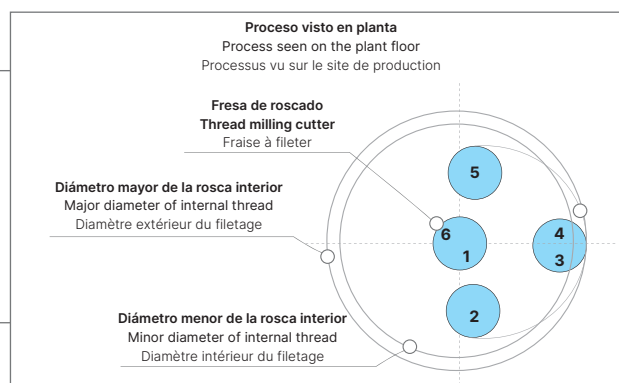 Proceso visto en planta
Process seen on the plant floor
Processus vu sur le site de production
Fresa de roscado
Thread milling cutter
Fraise à fileter
5
Diámetro mayor de la rosca interior
Major diameter of internal thread
Diamètre extérieur du filetage
6
1
4
3
2
Diámetro menor de la rosca interior
Minor diameter of internal thread
Diamètre intérieur du filetage